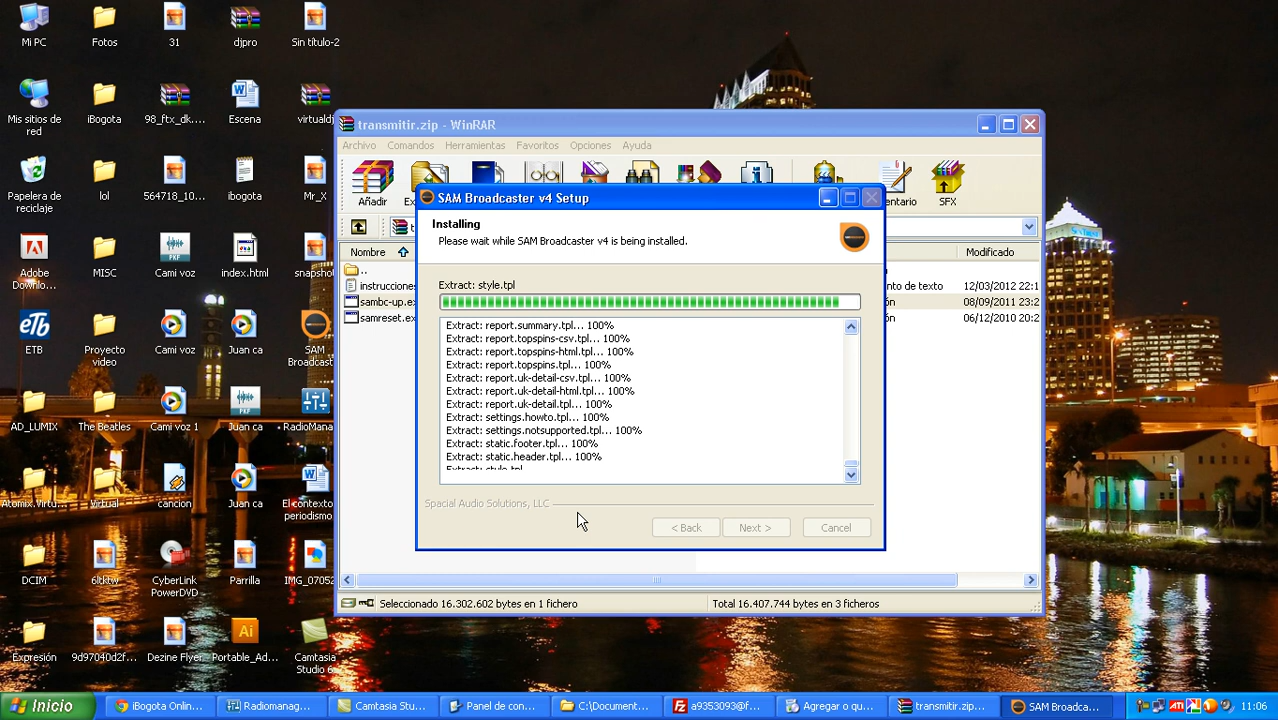 Mi PC
Fotos
31
djpro
Sin título-2
Mis sitios de
red
iBogota
98_ftx_dk....
Escena
virtualdj
Papelera de
reciclaje
lol
564718_10...
ibogota
Mr_X
Adobe
Downlo...
MISC
Cami voz
index.html
snapshot
ETB
Proyecto
video
Cami voz
Juan ca
SAM
Broadcast
AD_LUMIX
The Beatles
Cami voz 1
Juan ca
RadioMana
Atomix.Virtu...
Virtual
cancion
Juan ca
El contexto
periodismo
DCIM
6ltktw
CyberLink
PowerDVD
Parrilla
IMG_07052
Expresión
9d97040d2f...
Dezine Flyer
Portable_Ad...
Camtasia
Studio 6
transmitir.zip - WinRAR
Archivo Comandos Herramientas Favoritos Opciones Ayuda
Añadir
SFX
Nombre
Modificado
..
instrucciones
12/03/2012 22:1
sambc-up.ex
08/09/2011 23:2
samreset.ex
06/12/2010 20:2
SAM Broadcaster v4 Setup
Installing
Please wait while SAM Broadcaster v4 is being installed.
Extract: style.tpl
Extract: report.summary.tpl... 100%
Extract: report.topspins-csv.tpl... 100%
Extract: report.topspins-html.tpl... 100%
Extract: report.topspins.tpl... 100%
Extract: report.uk-detail-csv.tpl... 100%
Extract: report.uk-detail-html.tpl... 100%
Extract: report.uk-detail.tpl... 100%
Extract: settings.howto.tpl... 100%
Extract: settings.notsupported.tpl... 100%
Extract: static.footer.tpl... 100%
Extract: static.header.tpl... 100%
Extract: style.tpl
Spacial Audio Solutions, LLC
< Back
Next >
Cancel
Seleccionado 16.302.602 bytes en 1 fichero
Total 16.407.744 bytes en 3 ficheros
Inicio
iBogota Onlin...
Radiomanag...
Camtasia Stu...
Panel de con...
C:\Document...
a9353093@f...
Agregar o qu...
transmitir.zip...
SAM Broadca...
11:06